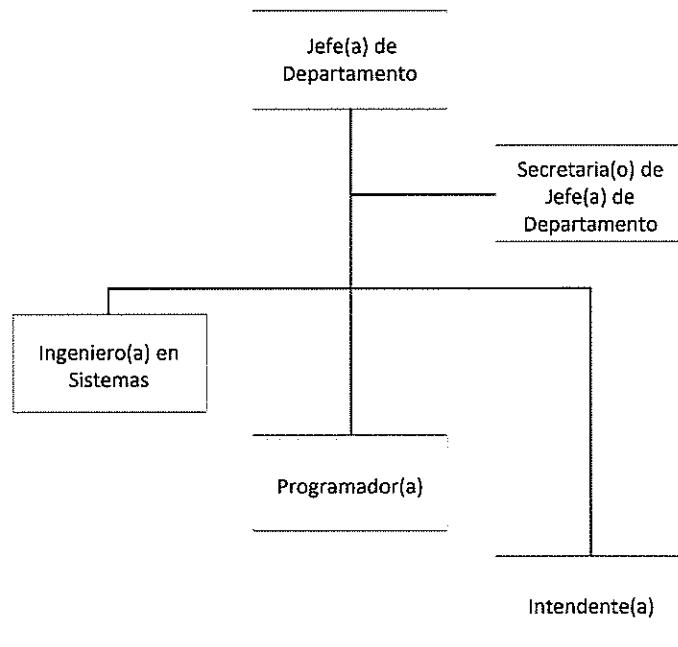 Jefe(a) de
Departamento
Secretaria(o) de
Jefe(a) de
Departamento
Ingeniero(a) en
Sistemas
Programador(a)
Intendente(a)